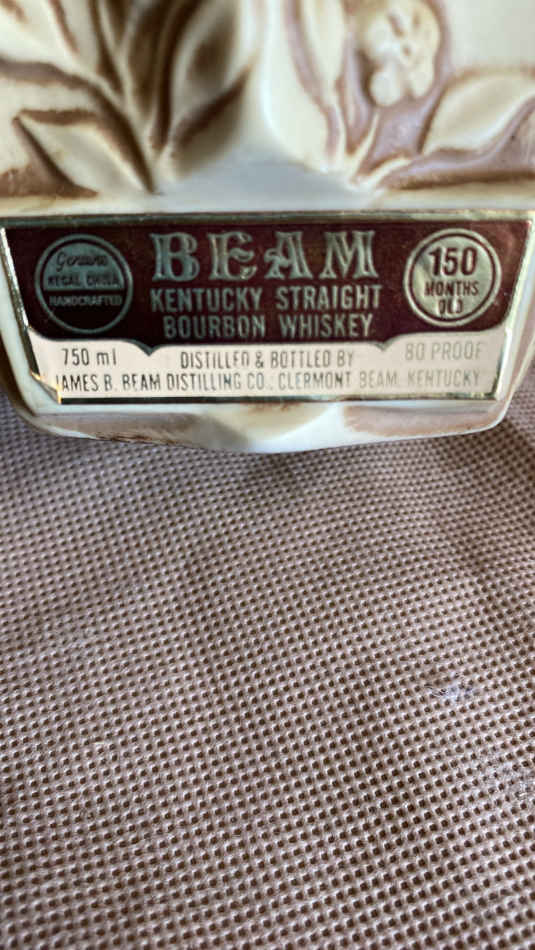 Genuine
REGAL CHINA
HANDCRAFTED
BEAM
KENTUCKY STRAIGHT
BOURBON WHISKEY
150
MONTHS
OLD
750 ml
DISTILLED & BOTTLED BY
80 PROOF
JAMES B. BEAM DISTILLING CO., CLERMONT BEAM, KENTUCKY